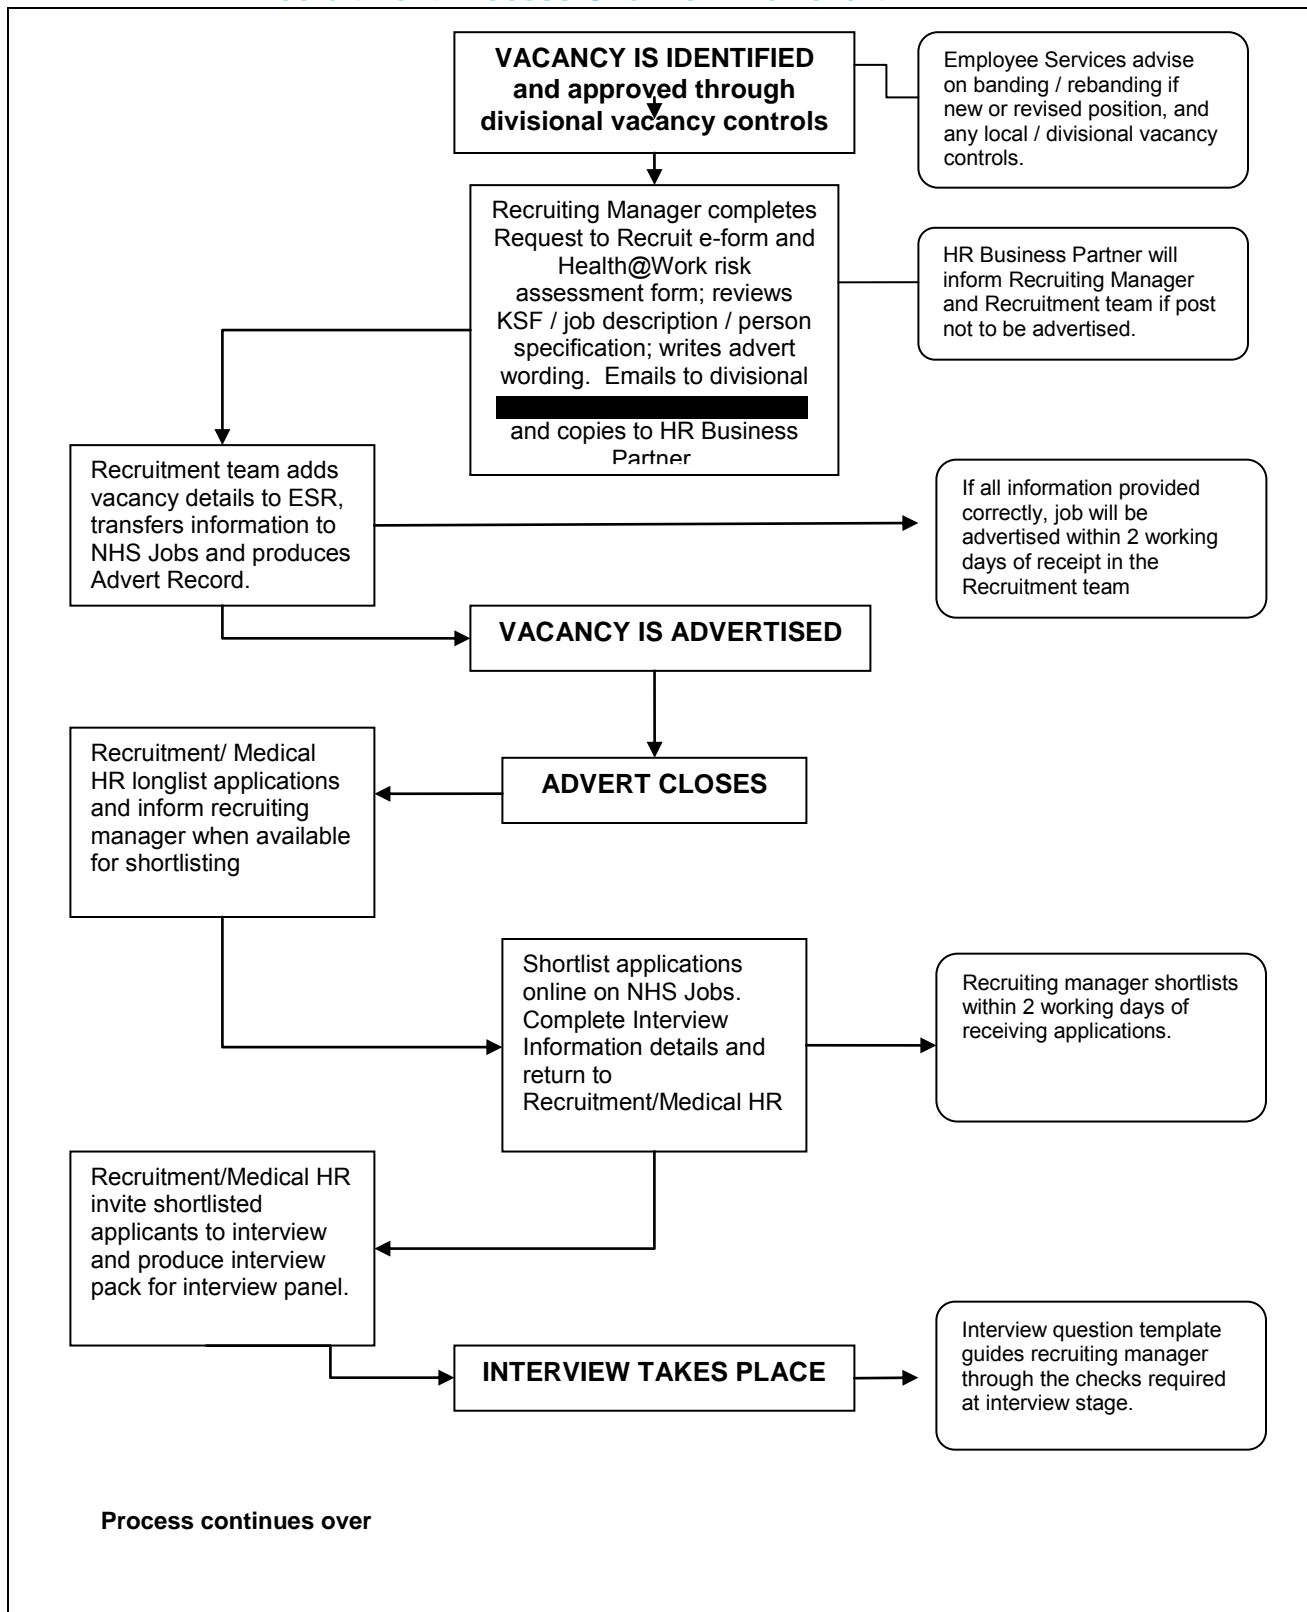 VACANCY IS IDENTIFIED
and approved through
divisional vacancy controls
Employee Services advise
on banding / rebanding if
new or revised position, and
any local / divisional vacancy
controls.
Recruiting Manager completes
Request to Recruit e-form and
Health@Work risk
assessment form; reviews
KSF / job description / person
specification; writes advert
wording.  Emails to divisional
and copies to HR Business
Partner
HR Business Partner will
inform Recruiting Manager
and Recruitment team if post
not to be advertised.
Recruitment team adds
vacancy details to ESR,
transfers information to
NHS Jobs and produces
Advert Record.
If all information provided
correctly, job will be
advertised within 2 working
days of receipt in the
Recruitment team
VACANCY IS ADVERTISED
ADVERT CLOSES
Recruitment/ Medical
HR longlist applications
and inform recruiting
manager when available
for shortlisting
Shortlist applications
online on NHS Jobs.
Complete Interview
Information details and
return to
Recruitment/Medical HR
Recruiting manager shortlists
within 2 working days of
receiving applications.
Recruitment/Medical HR
invite shortlisted
applicants to interview
and produce interview
pack for interview panel.
INTERVIEW TAKES PLACE
Interview question template
guides recruiting manager
through the checks required
at interview stage.
Process continues over